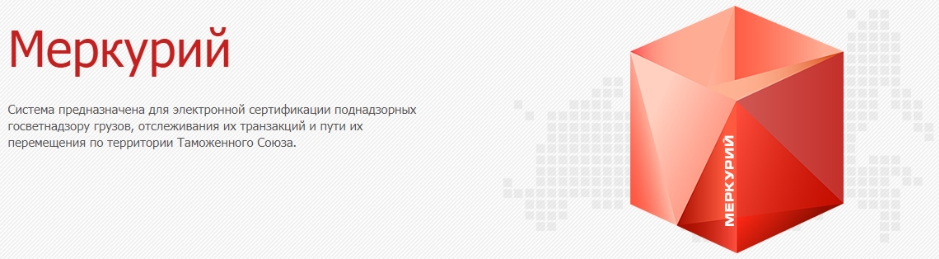 Меркурий
Система предназначена для электронной сертификации поднадзорных
госветнадзору грузов, отслеживания их транзакций и пути их
перемещения по территории Таможенного Союза.
МЕРКУРИЙ